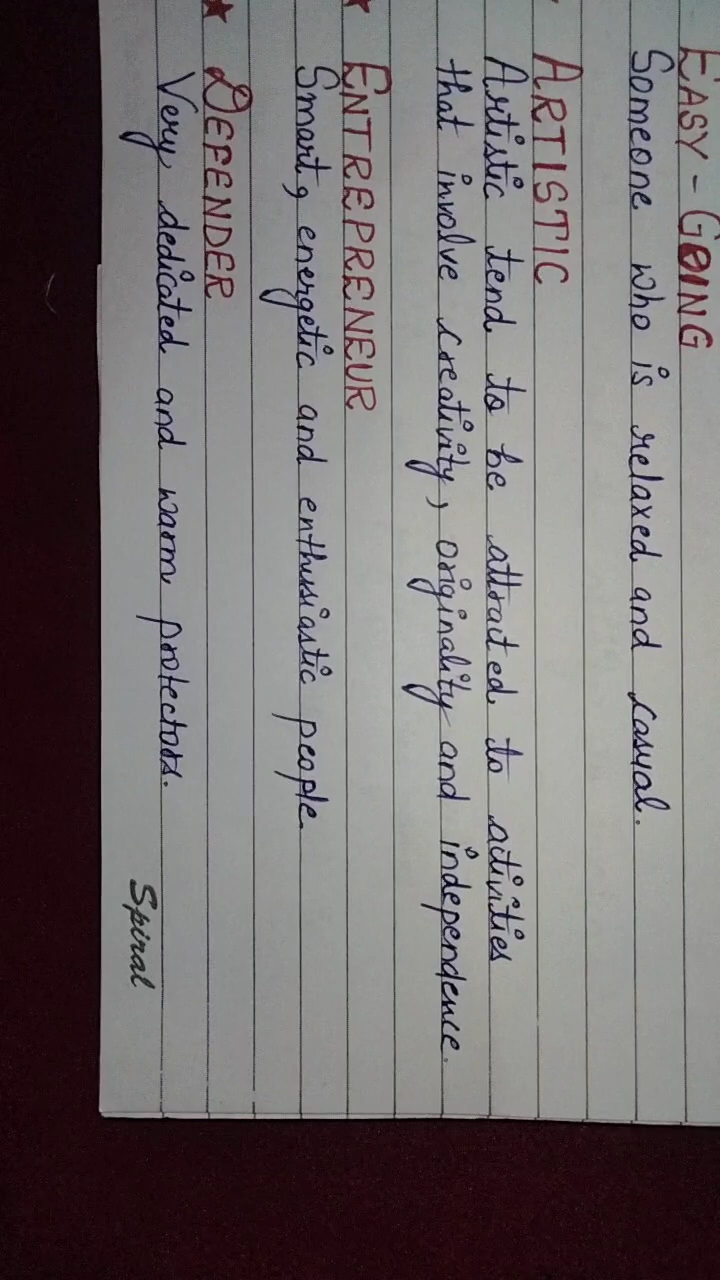 EASY-GOING
Someone who is relaxed and casual.
ARTISTIC
Artistic tend to be attracted to activities
that involve creativity, originality and independence.
★ ENTREPRENEUR
Smart, energetic and enthusiastic people.
★ DEFENDER
Very dedicated and warm protectors.
Spiral